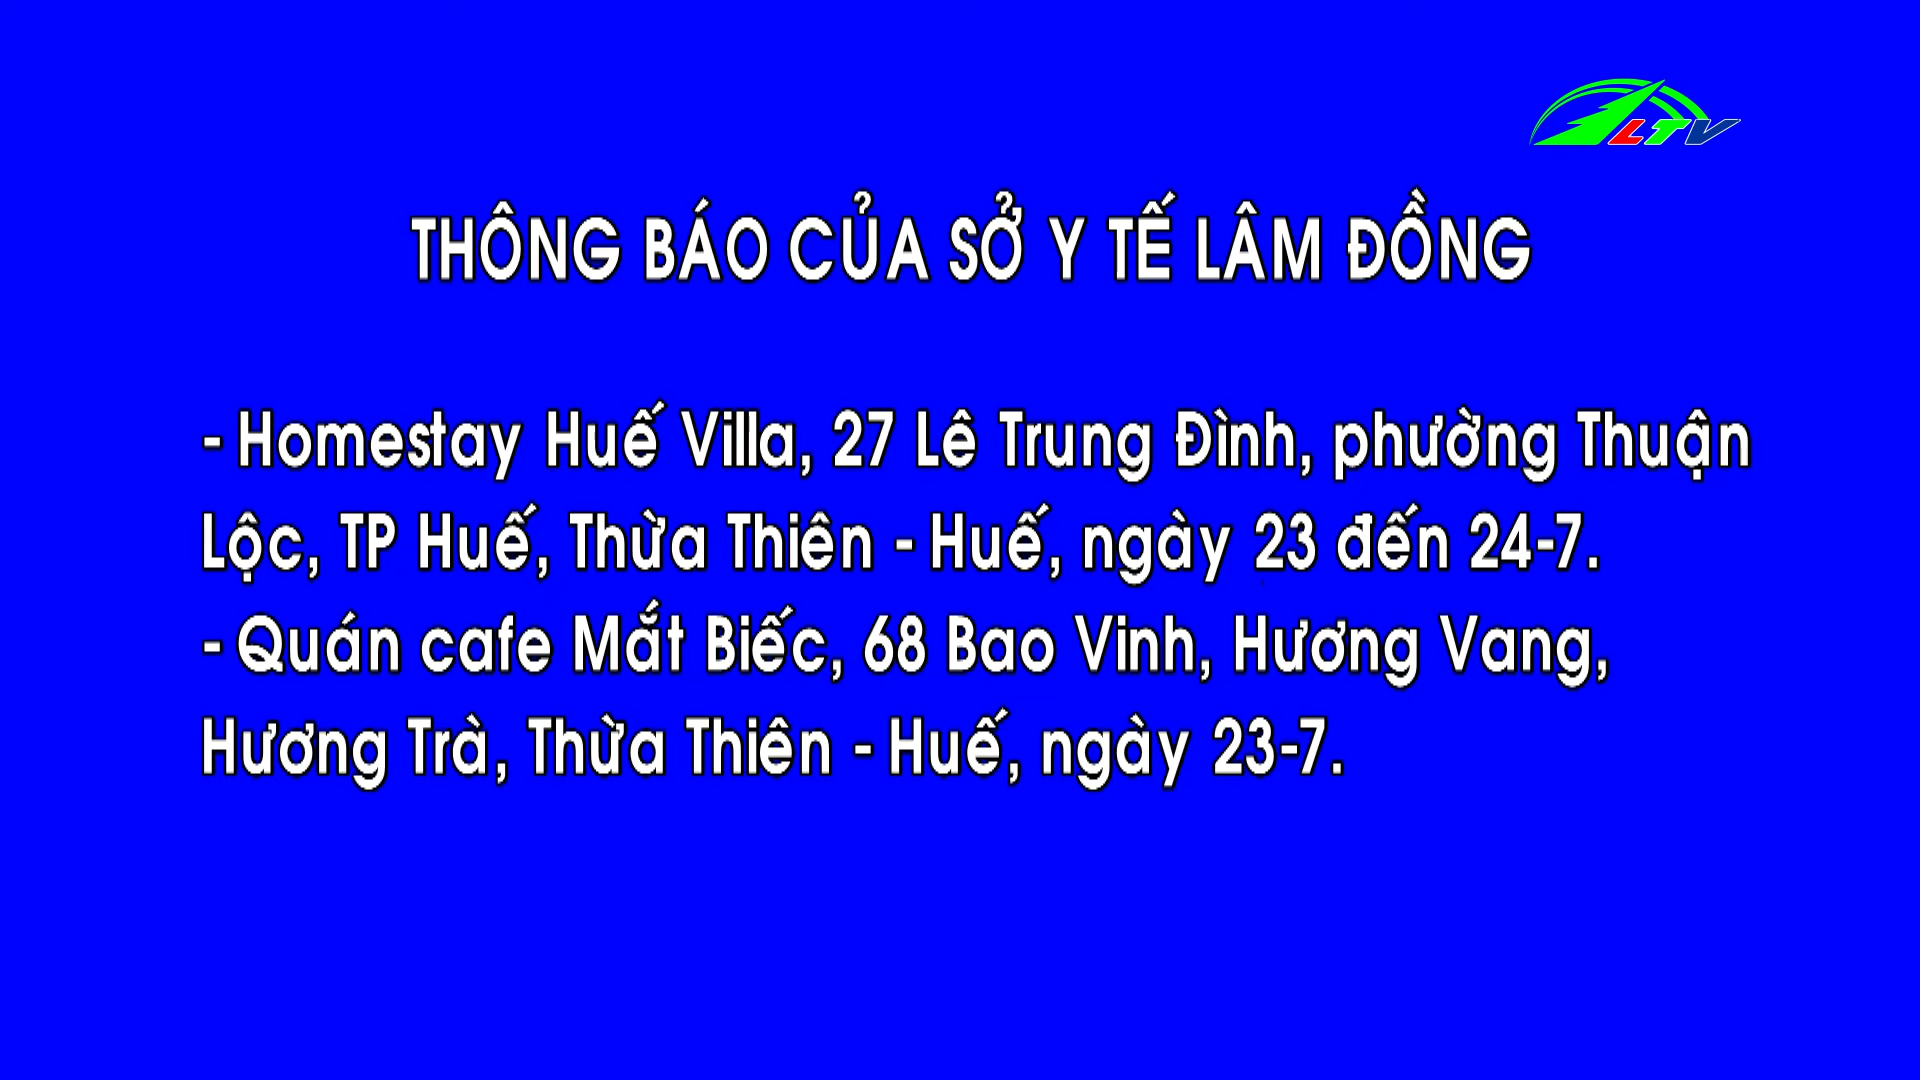 LTV
THÔNG BÁO CỦA SỞ Y TẾ LÂM ĐỒNG
- Homestay Huế Villa, 27 Lê Trung Đình, phường Thuận
Lộc, TP Huế, Thừa Thiên - Huế, ngày 23 đến 24-7.
- Quán cafe Mắt Biếc, 68 Bao Vinh, Hương Vang,
Hương Trà, Thừa Thiên - Huế, ngày 23-7.